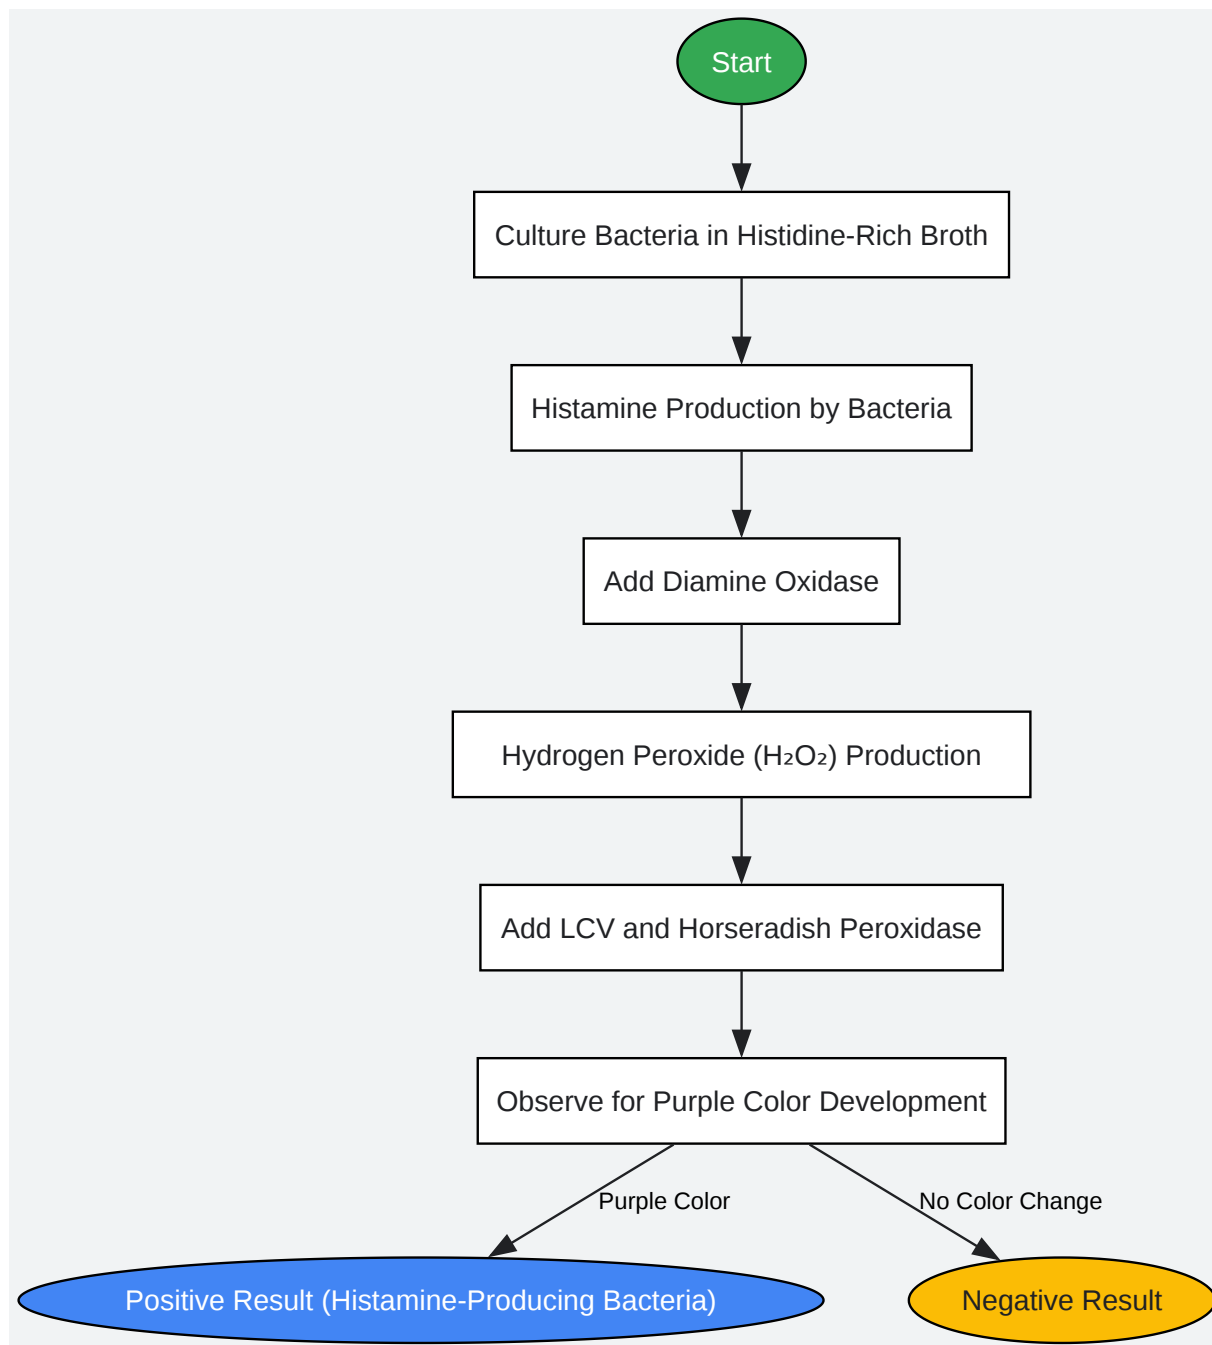 Start
Culture Bacteria in Histidine-Rich Broth
Histamine Production by Bacteria
Add Diamine Oxidase
Hydrogen Peroxide (H₂O₂) Production
Add LCV and Horseradish Peroxidase
Observe for Purple Color Development
Purple Color
No Color Change
Positive Result (Histamine-Producing Bacteria)
Negative Result